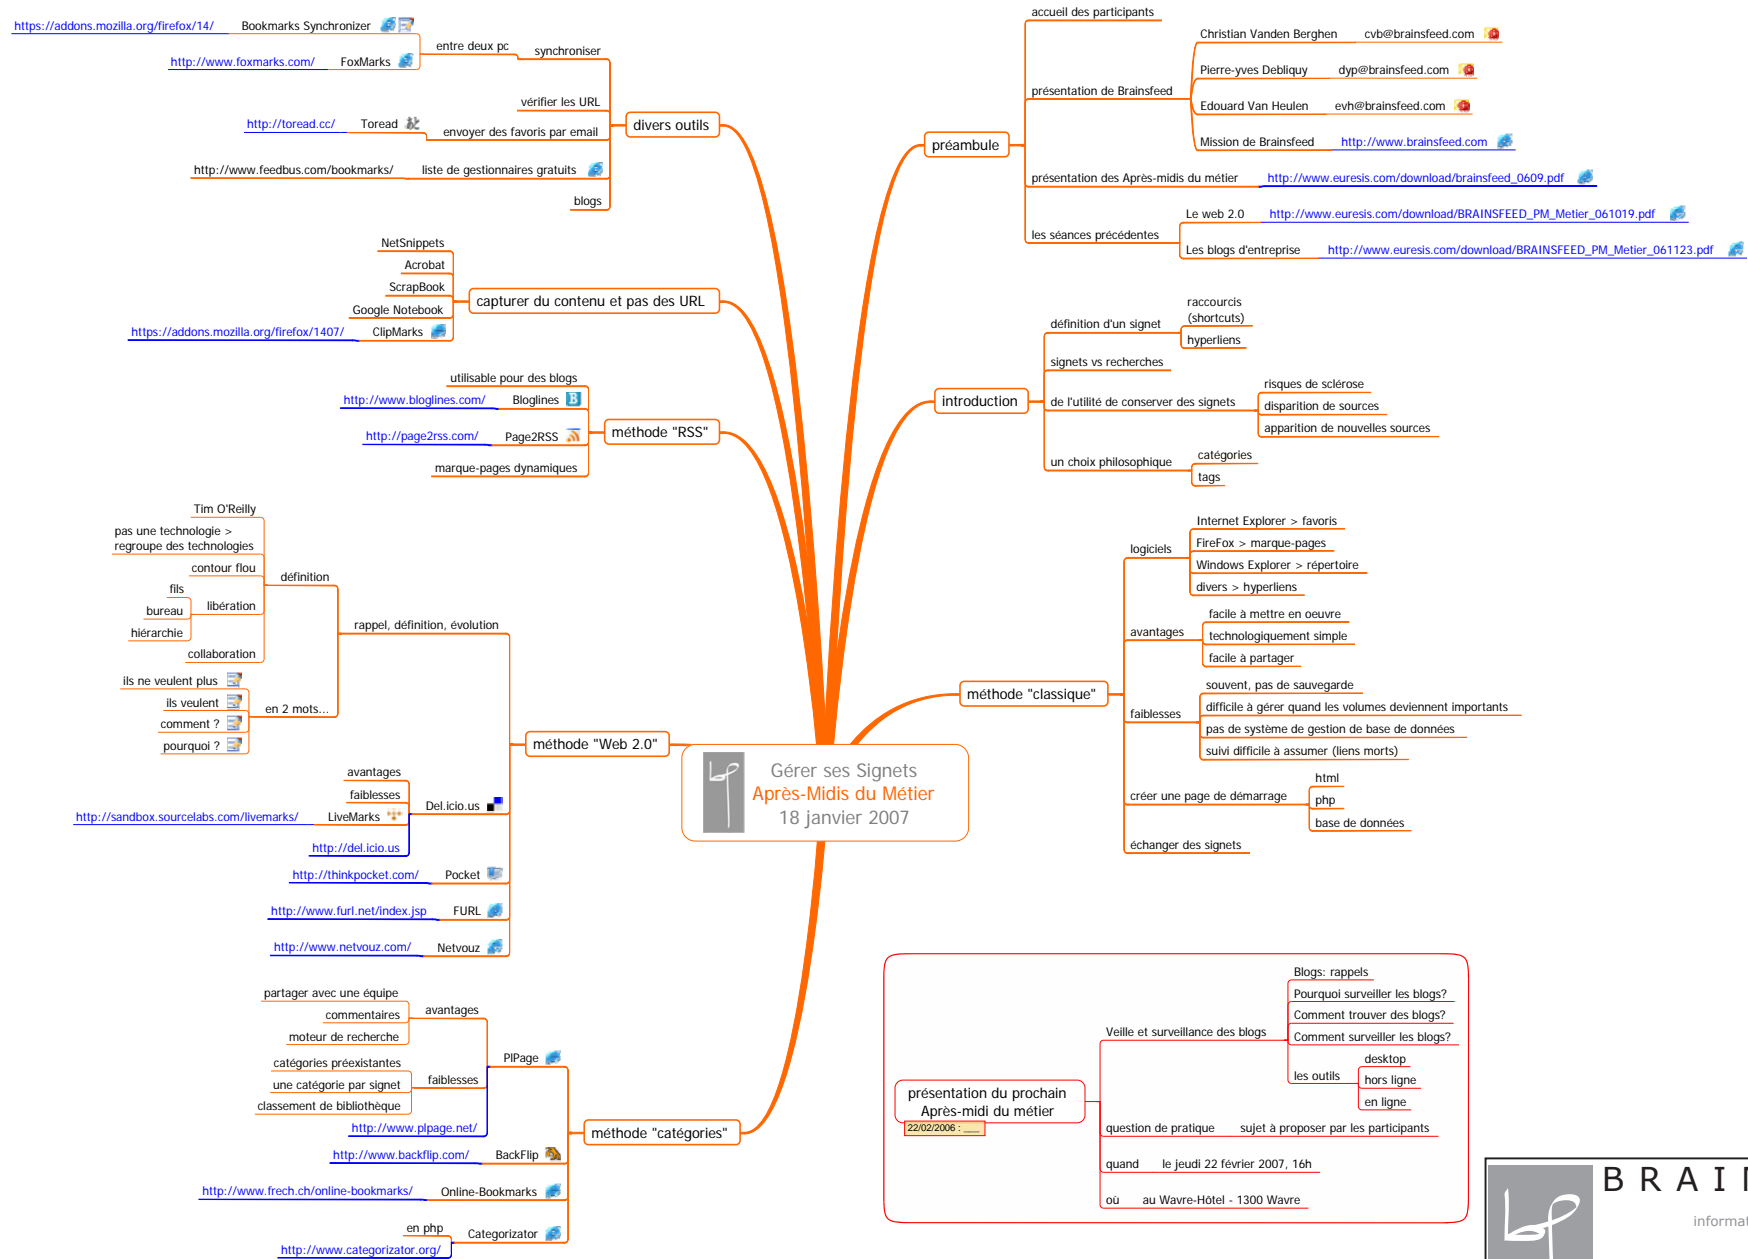 Gérer ses Signets
Après-Midis du Métier
18 janvier 2007
préambule
accueil des participants
présentation de Brainsfeed
Christian Vanden Berghen cvb@brainsfeed.com
Pierre-yves Debliquy dyp@brainsfeed.com
Edouard Van Heulen evh@brainsfeed.com
Mission de Brainsfeed http://www.brainsfeed.com
présentation des Après-midis du métier http://www.euresis.com/download/brainsfeed_0609.pdf
les séances précédentes
Le web 2.0 http://www.euresis.com/download/BRAINSFEED_PM_Metier_061019.pdf
Les blogs d'entreprise http://www.euresis.com/download/BRAINSFEED_PM_Metier_061123.pdf
introduction
définition d'un signet
raccourcis
(shortcuts)
hyperliens
signets vs recherches
de l'utilité de conserver des signets
risques de sclérose
disparition de sources
apparition de nouvelles sources
un choix philosophique
catégories
tags
méthode "classique"
logiciels
Internet Explorer > favoris
FireFox > marque-pages
Windows Explorer > répertoire
divers > hyperliens
avantages
facile à mettre en oeuvre
technologiquement simple
facile à partager
faiblesses
souvent, pas de sauvegarde
difficile à gérer quand les volumes deviennent importants
pas de système de gestion de base de données
suivi difficile à assumer (liens morts)
créer une page de démarrage
html
php
base de données
échanger des signets
divers outils
synchroniser
entre deux pc
https://addons.mozilla.org/firefox/14/ Bookmarks Synchronizer
http://www.foxmarks.com/ FoxMarks
vérifier les URL
envoyer des favoris par email
http://toread.cc/ Toread
http://www.feedbus.com/bookmarks/ liste de gestionnaires gratuits
blogs
capturer du contenu et pas des URL
NetSnippets
Acrobat
ScrapBook
Google Notebook
https://addons.mozilla.org/firefox/1407/ ClipMarks
méthode "RSS"
utilisable pour des blogs
http://www.bloglines.com/ Bloglines
B
http://page2rss.com/ Page2RSS
marque-pages dynamiques
méthode "Web 2.0"
rappel, définition, évolution
définition
Tim O'Reilly
pas une technologie >
regroupe des technologies
contour flou
libération
fils
bureau
hiérarchie
collaboration
en 2 mots...
ils ne veulent plus
ils veulent
comment ?
pourquoi ?
Del.icio.us
avantages
faiblesses
http://sandbox.sourcelabs.com/livemarks/ LiveMarks
http://del.icio.us
http://thinkpocket.com/ Pocket
http://www.furl.net/index.jsp FURL
http://www.netvouz.com/ Netvouz
méthode "catégories"
PlPage
avantages
partager avec une équipe
commentaires
moteur de recherche
faiblesses
catégories préexistantes
une catégorie par signet
classement de bibliothèque
http://www.plpage.net/
http://www.backflip.com/ BackFlip
http://www.frech.ch/online-bookmarks/ Online-Bookmarks
Categorizator
en php
http://www.categorizator.org/
présentation du prochain
Après-midi du métier
22/02/2006 : ___
Veille et surveillance des blogs
Blogs: rappels
Pourquoi surveiller les blogs?
Comment trouver des blogs?
Comment surveiller les blogs?
les outils
desktop
hors ligne
en ligne
question de pratique sujet à proposer par les participants
quand le jeudi 22 février 2007, 16h
où au Wavre-Hôtel - 1300 Wavre
BRAI
informat